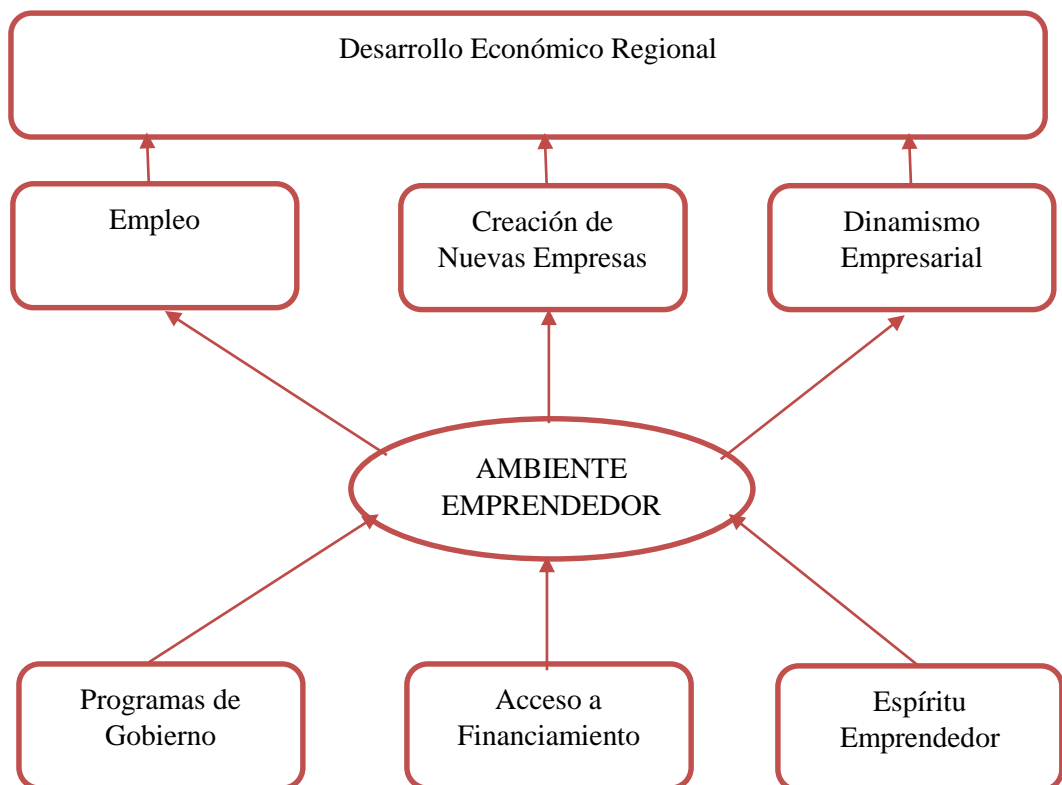 Desarrollo Económico Regional
Empleo
Creación de
Nuevas Empresas
Dinamismo
Empresarial
AMBIENTE
EMPRENDEDOR
Programas de
Gobierno
Acceso a
Financiamiento
Espíritu
Emprendedor